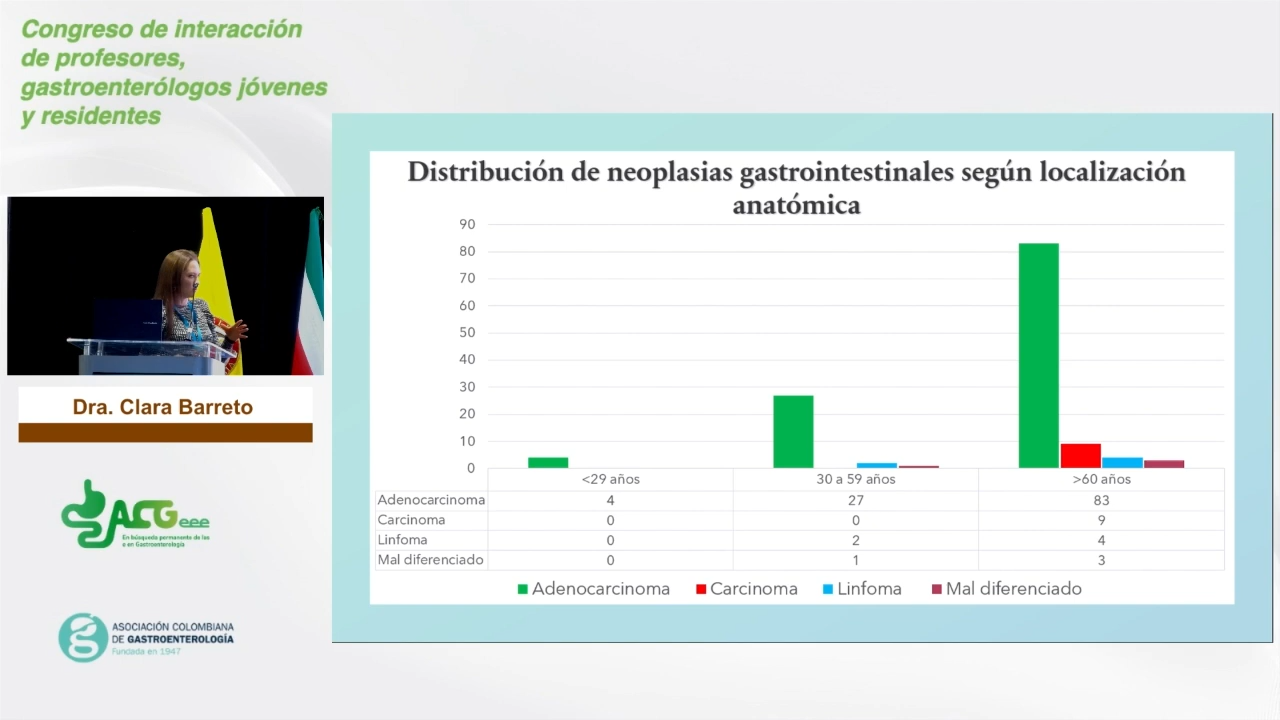 Congreso de interacción
de profesores,
gastroenterólogos jóvenes
y residentes
Distribución de neoplasias gastrointestinales según localización
anatómica
90
80
70
60
50
40
30
20
10
0
<29 años 30 a 59 años >60 años
Adenocarcinoma 4 27 83
Carcinoma 0 0 9
Linfoma 0 2 4
Mal diferenciado 0 1 3
Adenocarcinoma Carcinoma Linfoma Mal diferenciado
Dra. Clara Barreto
ACGeee
En búsqueda permanente de las
e en Gastroenterología
ASOCIACIÓN COLOMBIANA
DE GASTROENTEROLOGÍA
Fundada en 1947